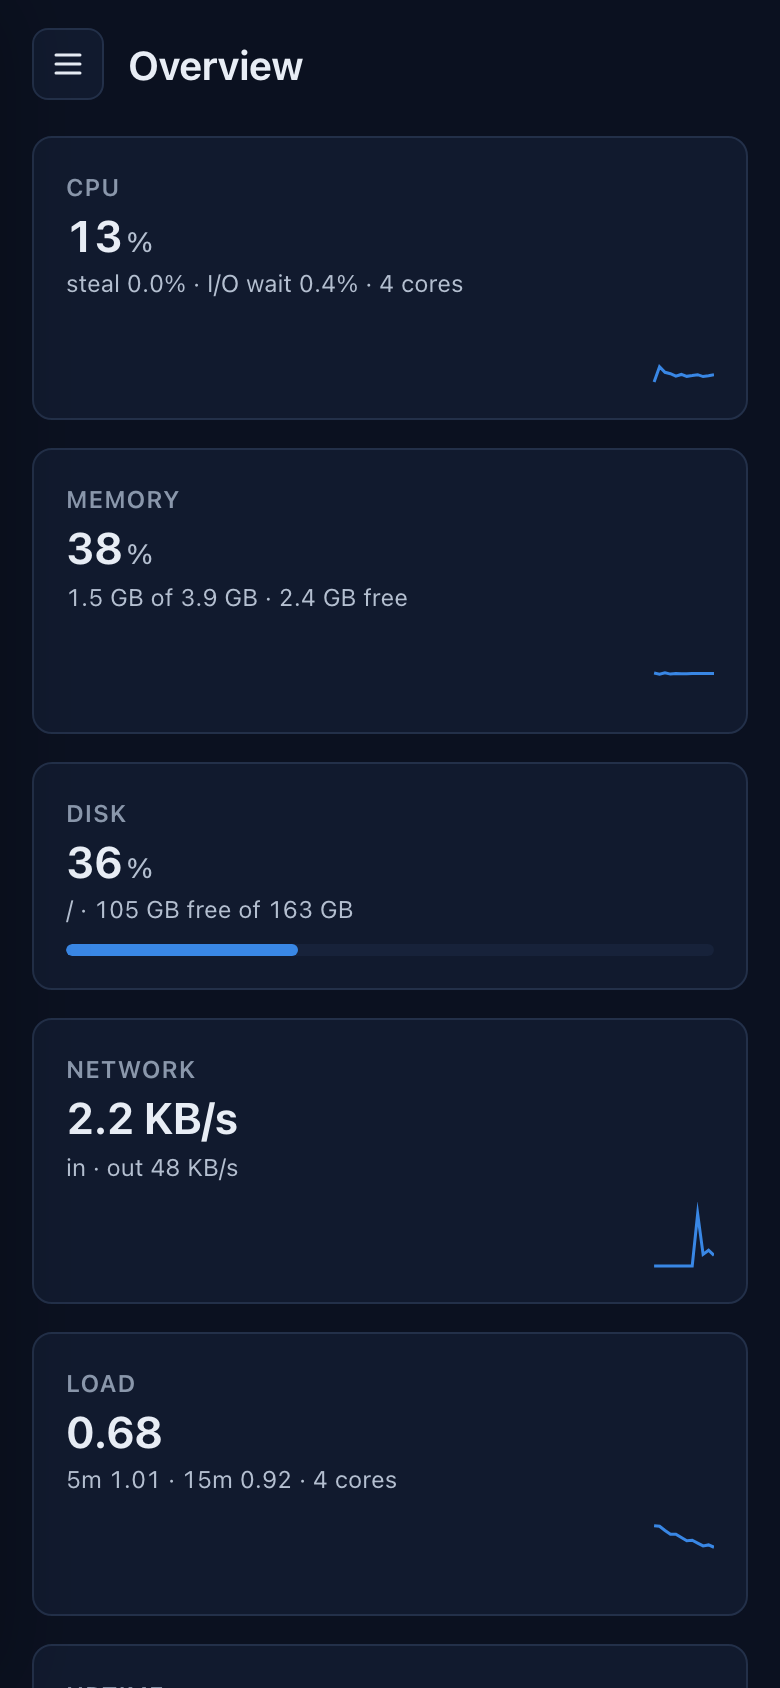 Overview
CPU
13%
steal 0.0% · I/O wait 0.4% · 4 cores
MEMORY
38%
1.5 GB of 3.9 GB · 2.4 GB free
DISK
36%
/ · 105 GB free of 163 GB
NETWORK
2.2 KB/s
in · out 48 KB/s
LOAD
0.68
5m 1.01 · 15m 0.92 · 4 cores